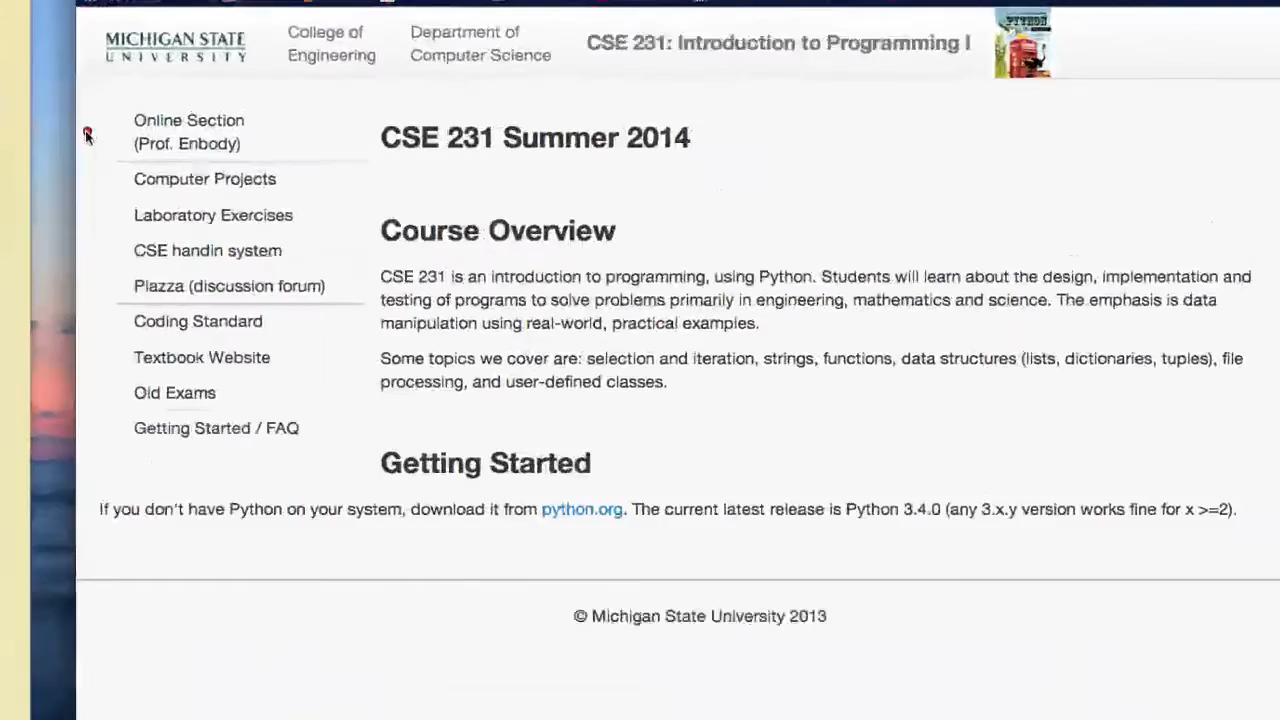 MICHIGAN STATE
UNIVERSITY
College of
Engineering
Department of
Computer Science
CSE 231: Introduction to Programming I
PYTHON
Online Section
(Prof. Enbody)
Computer Projects
Laboratory Exercises
CSE handin system
Piazza (discussion forum)
Coding Standard
Textbook Website
Old Exams
Getting Started / FAQ
CSE 231 Summer 2014
Course Overview
CSE 231 is an introduction to programming, using Python. Students will learn about the design, implementation and
testing of programs to solve problems primarily in engineering, mathematics and science. The emphasis is data
manipulation using real-world, practical examples.
Some topics we cover are: selection and iteration, strings, functions, data structures (lists, dictionaries, tuples), file
processing, and user-defined classes.
Getting Started
If you don't have Python on your system, download it from python.org. The current latest release is Python 3.4.0 (any 3.x.y version works fine for x >=2).
© Michigan State University 2013